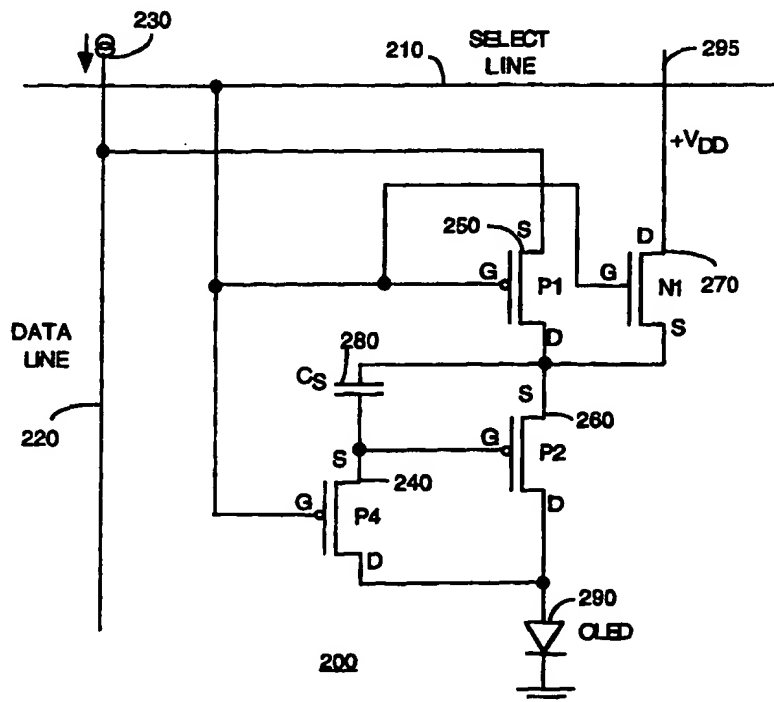 230
210
SELECT
LINE
295
+VDD
250
S
D
G
P1
G
N1
270
D
S
DATA
LINE
280
CS
S
260
G
P2
220
S
240
G
P4
D
D
290
OLED
200